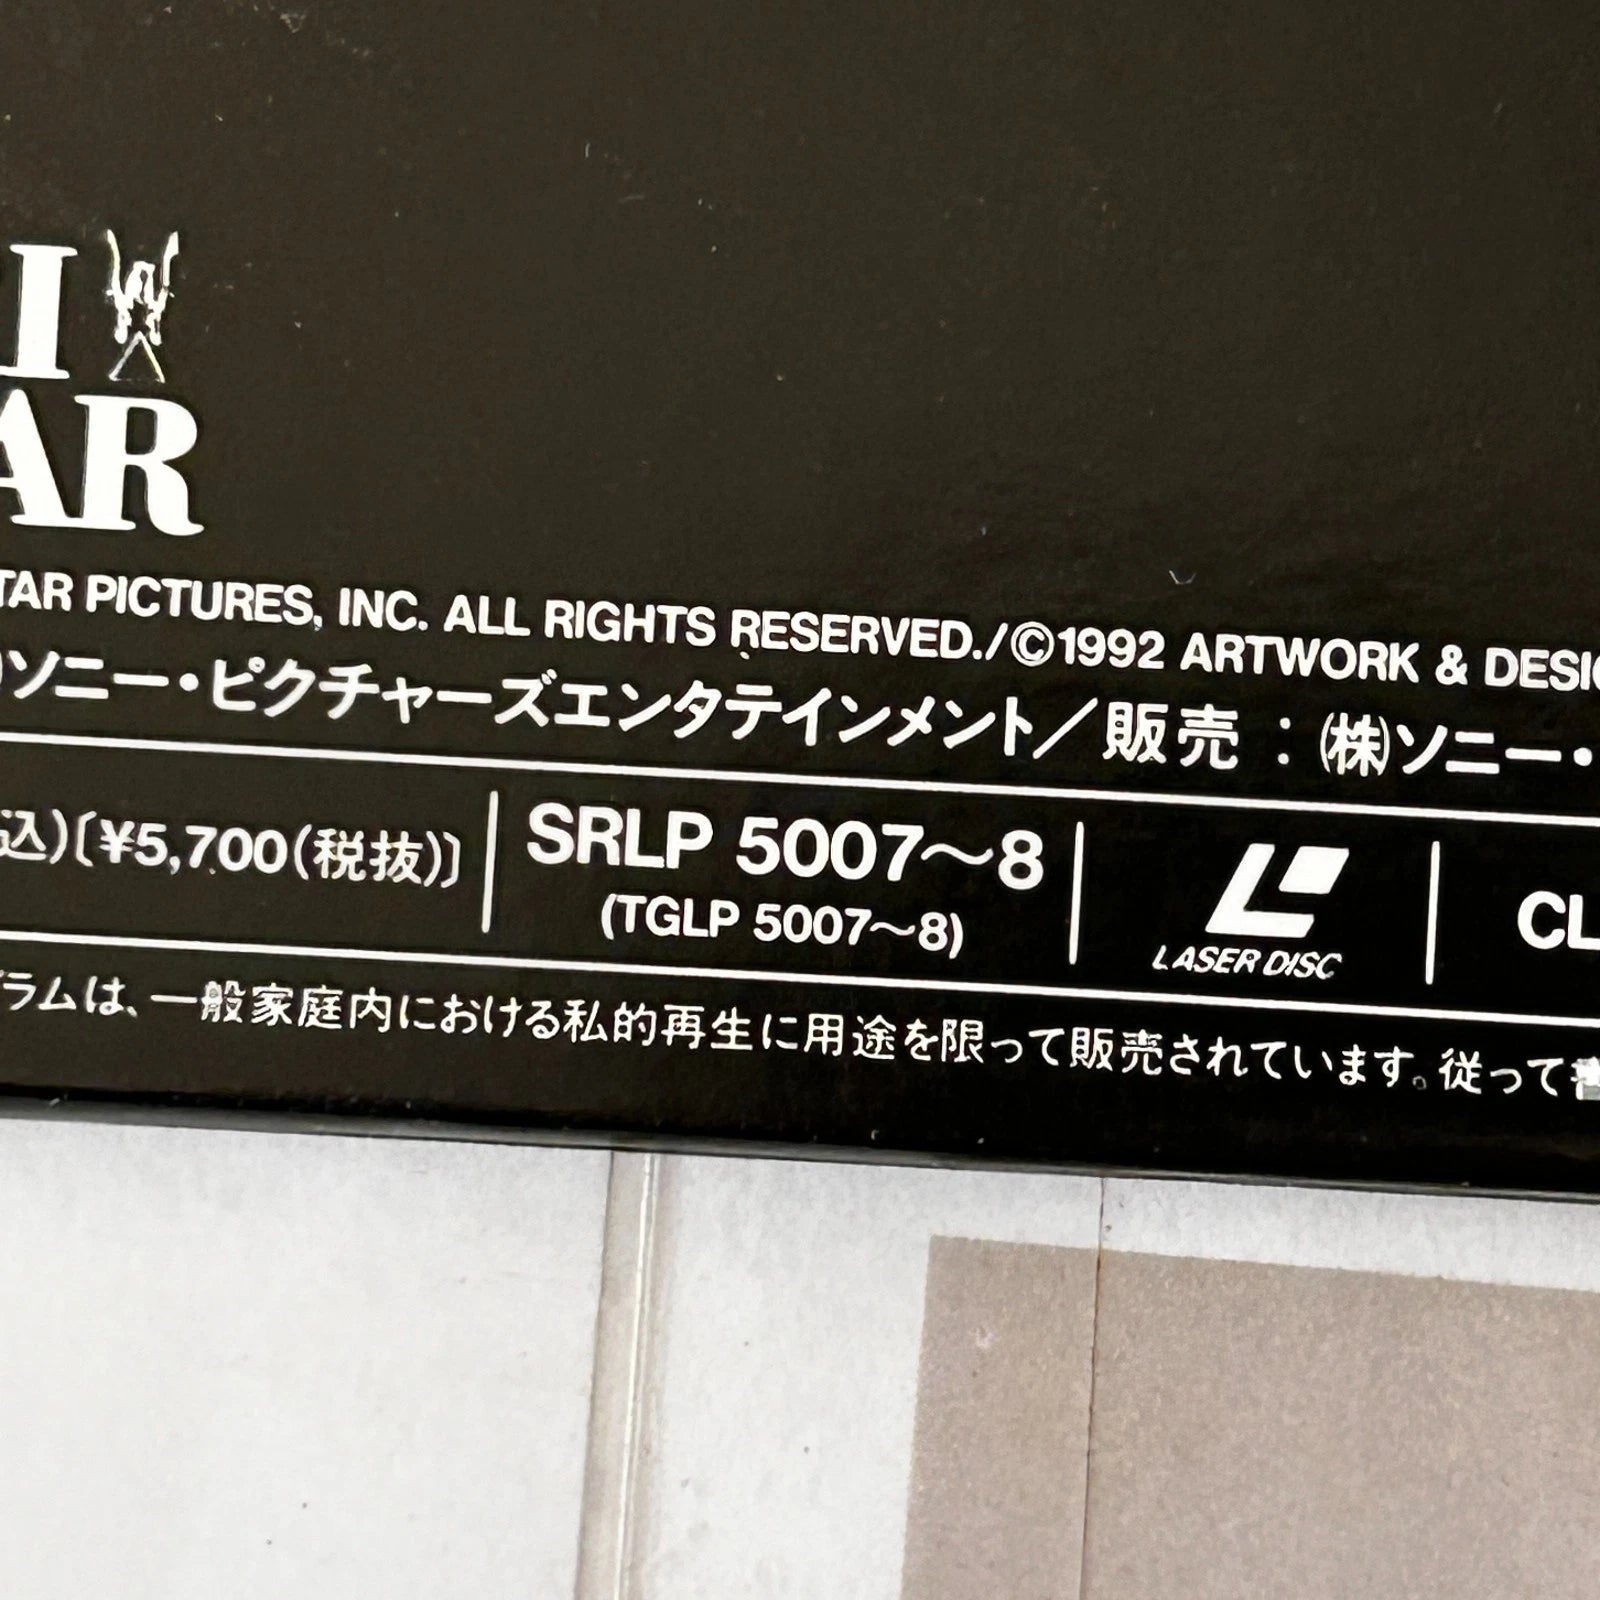 I
AR
TAR PICTURES, INC. ALL RIGHTS RESERVED./©1992 ARTWORK & DESIG
)ソニー・ピクチャーズエンタテインメント／販売：㈱ソニー・
込)〔¥5,700(税抜)〕 SRLP 5007～8 LASER DISC CL
(TGLP 5007～8)
グラムは、一般家庭内における私的再生に用途を限って販売されています。従って